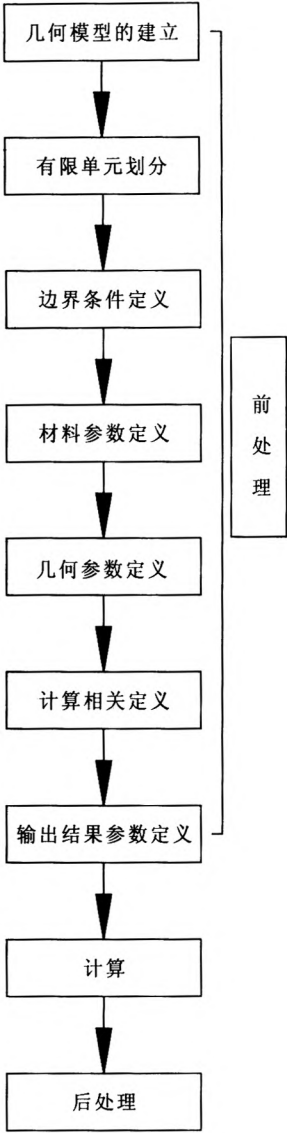 几何模型的建立
有限单元划分
边界条件定义
材料参数定义
几何参数定义
计算相关定义
输出结果参数定义
计算
后处理
前处理